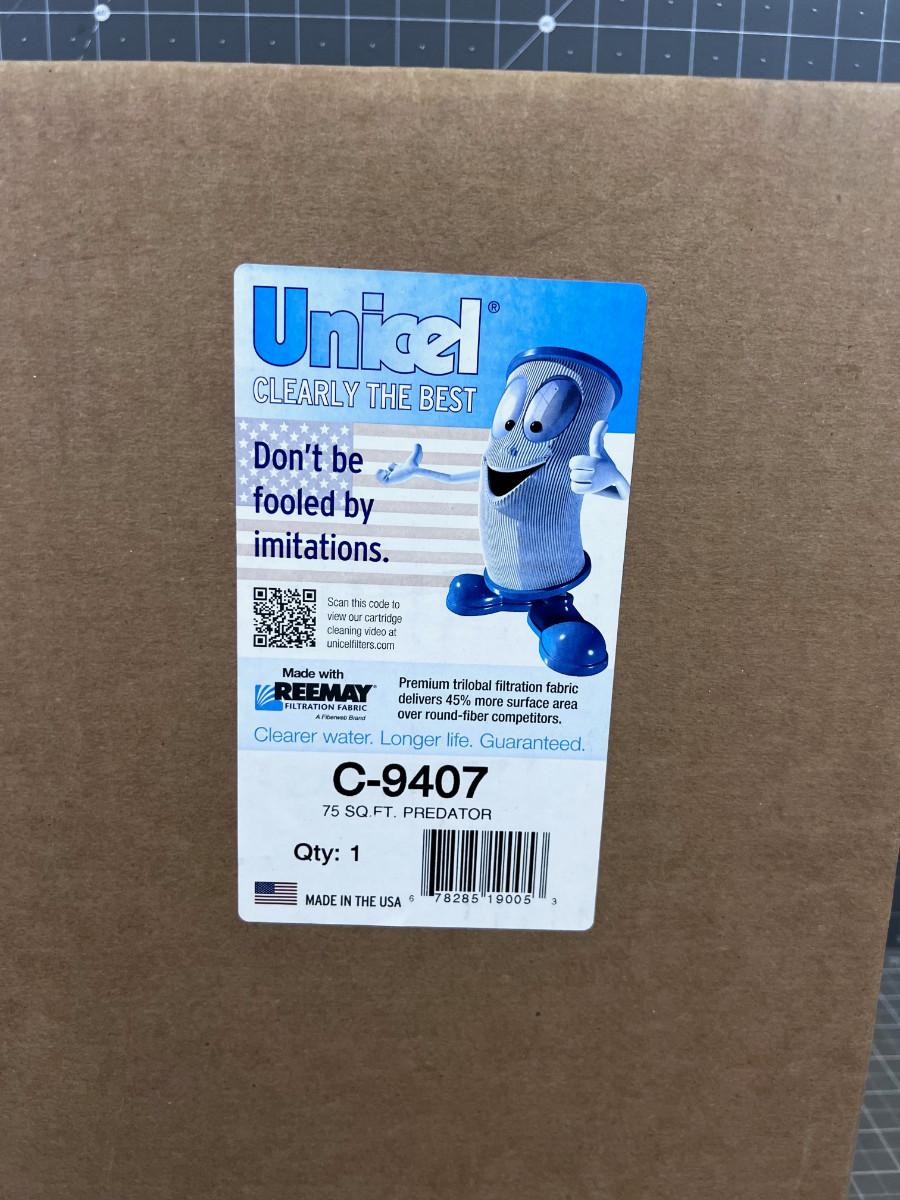 Unicel®
CLEARLY THE BEST
Don't be
fooled by
imitations.
Scan this code to
view our cartridge
cleaning video at
unicelfilters.com
Made with
REEMAY®
FILTRATION FABRIC
A Fiberweb Brand
Premium trilobal filtration fabric
delivers 45% more surface area
over round-fiber competitors.
Clearer water. Longer life. Guaranteed.
C-9407
75 SQ.FT. PREDATOR
Qty: 1
MADE IN THE USA
6 78285 19005 3